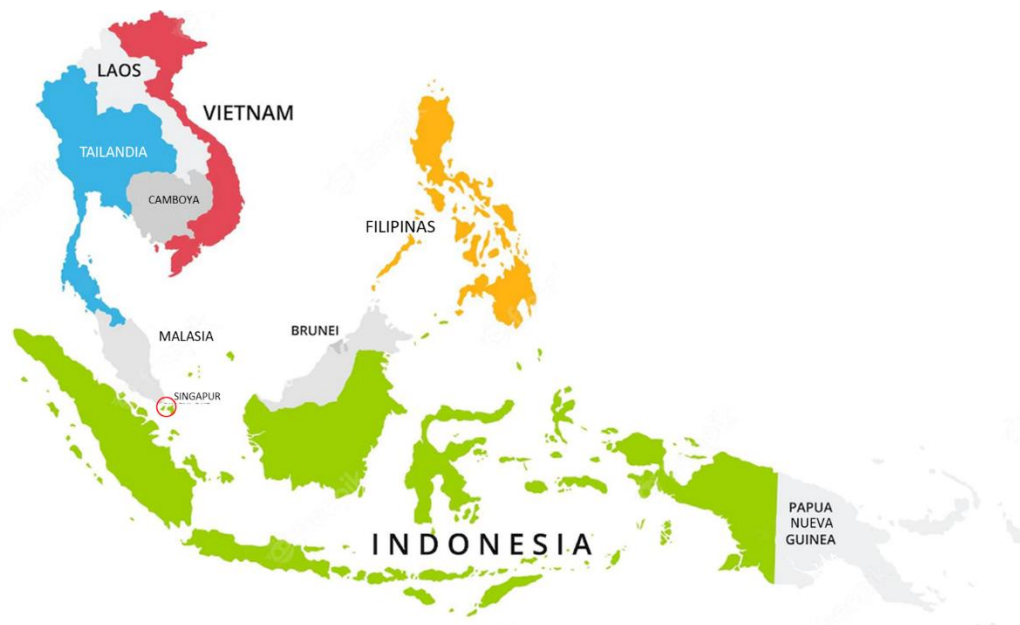 LAOS
VIETNAM
TAILANDIA
CAMBOYA
FILIPINAS
BRUNEI
MALASIA
SINGAPUR
PAPUA
NUEVA
GUINEA
INDONESIA